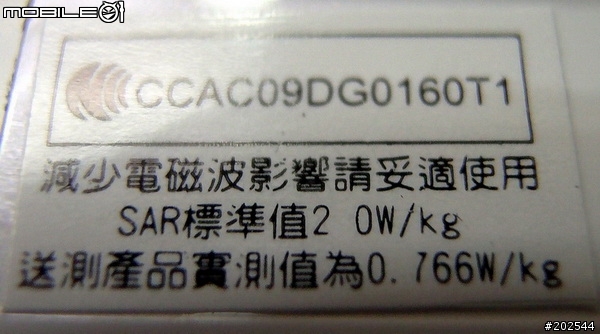 MOBILE01
CCAC09DG0160T1
減少電磁波影響請妥適使用
SAR標準值2 0W/kg
送測產品實測值為0.766W/kg
#202544